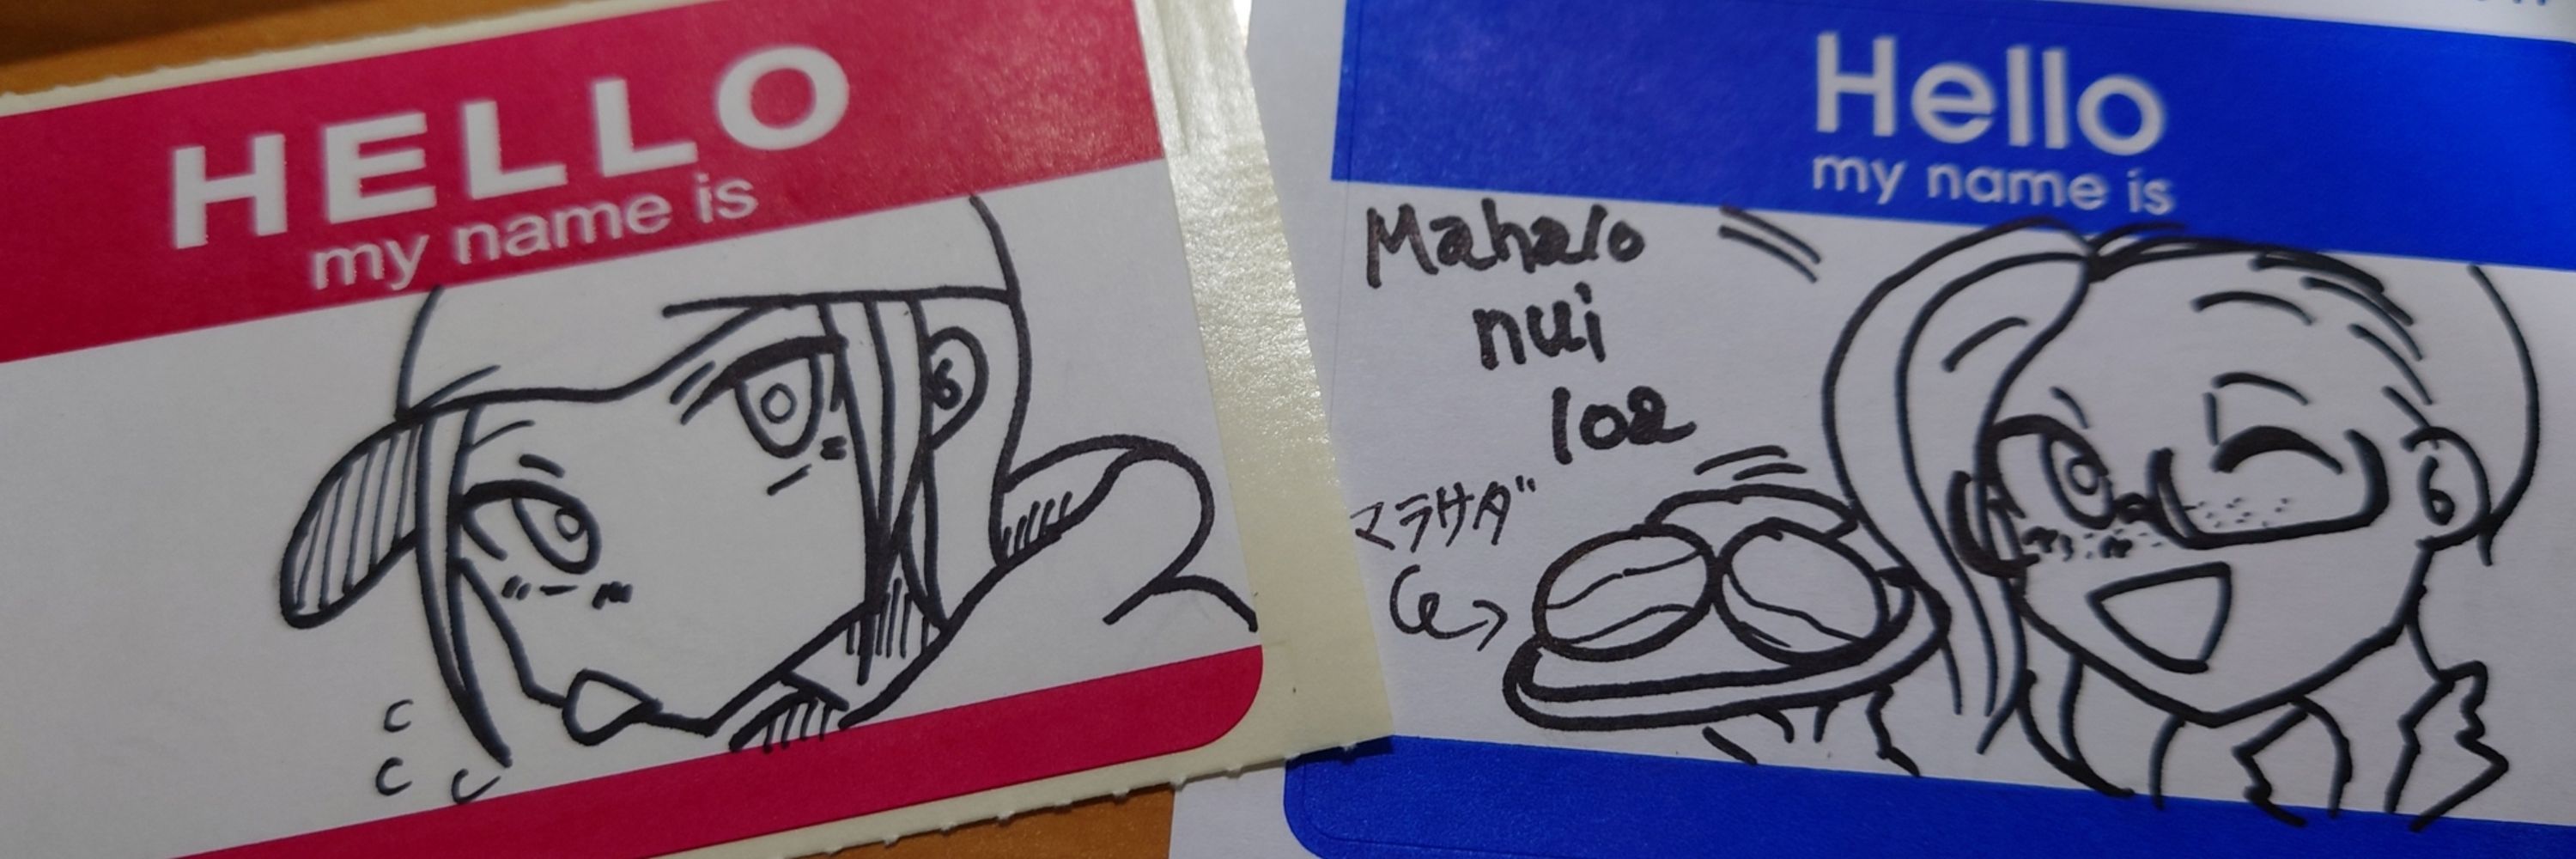 HELLO
my name is
Hello
my name is
Mahalo
nui
loa
マラサダ